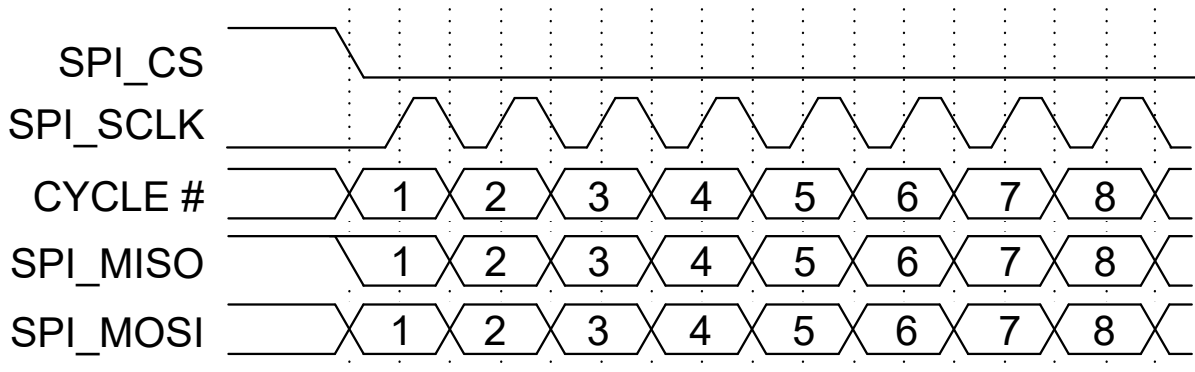 SPI_CS
SPI_SCLK
CYCLE # 1 2 3 4 5 6 7 8
SPI_MISO 1 2 3 4 5 6 7 8
SPI_MOSI 1 2 3 4 5 6 7 8